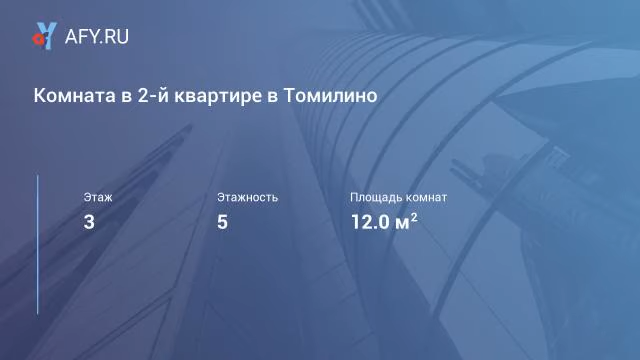 AFY.RU
Комната в 2-й квартире в Томилино
Этаж
3
Этажность
5
Площадь комнат
12.0 м²